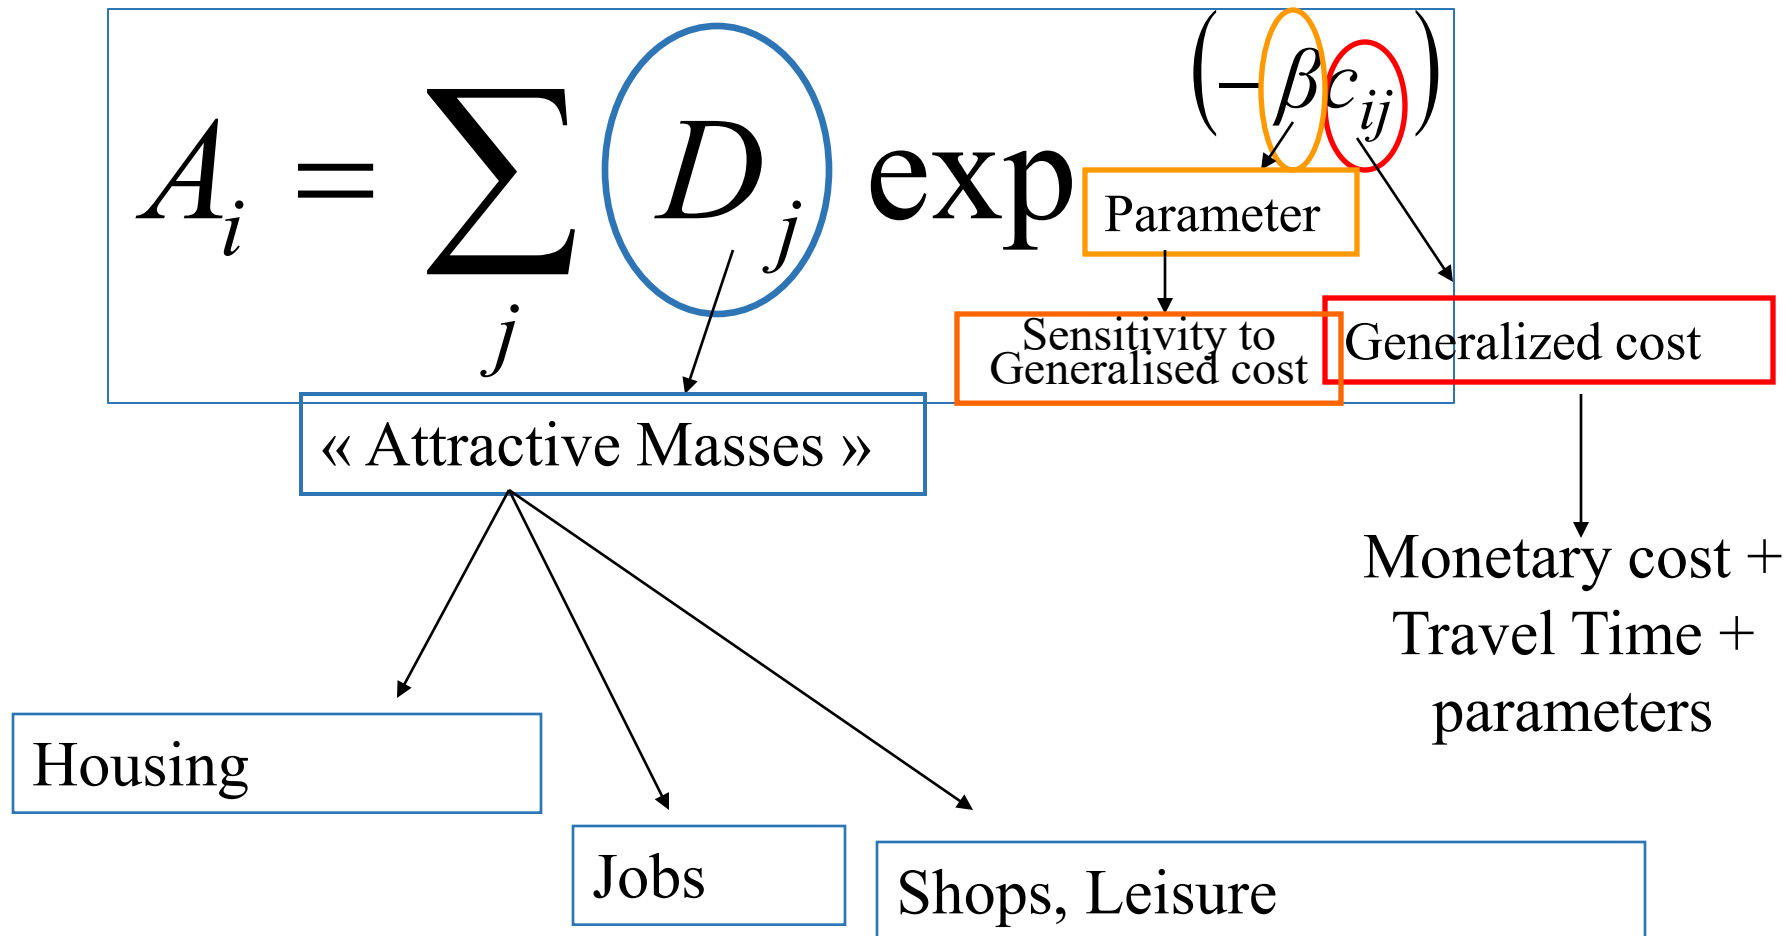 A_i = ∑_j D_j exp^(−βc_ij)
Parameter
Sensitivity to
Generalised cost
Generalized cost
« Attractive Masses »
Monetary cost +
Travel Time +
parameters
Housing
Jobs
Shops, Leisure